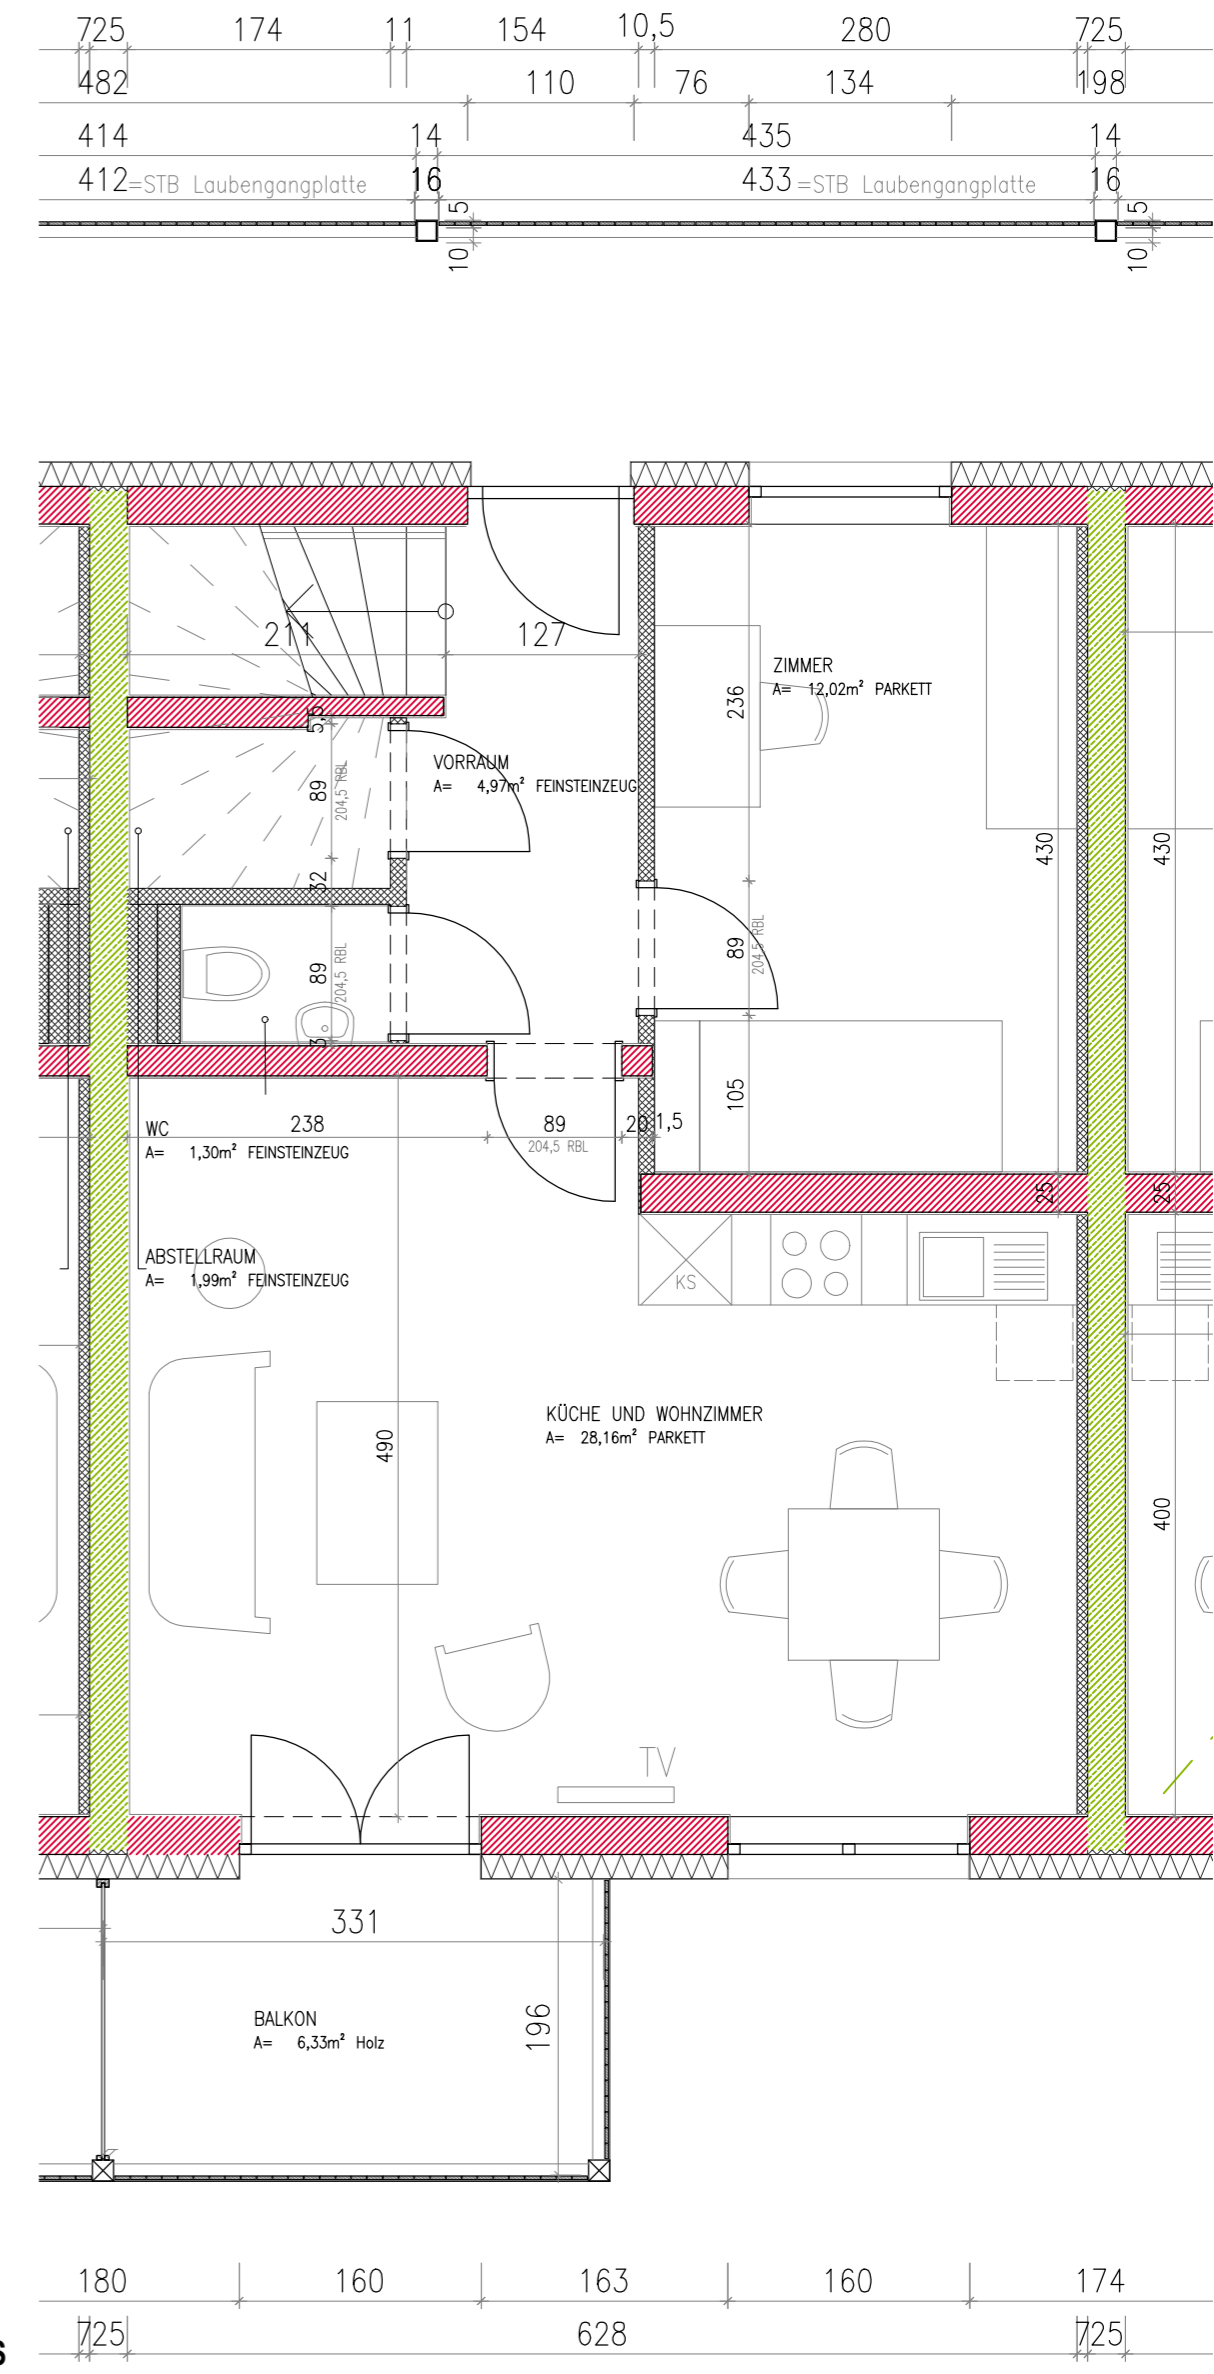 725 174 11 154 10,5 280 725
482 110 76 134 198
414 14 435 14
412 =STB Laubengangplatte 16 433 =STB Laubengangplatte 16
5 5
10 10
211 127
ZIMMER
A= 12,02m² PARKETT
236
5,5
VORRAUM
A= 4,97m² FEINSTEINZEUG
89
204,5 RBL
430 430
32
89
204,5 RBL
89
204,5 RBL
3
105
WC
A= 1,30m² FEINSTEINZEUG
238 89 20 1,5
204,5 RBL
25 25
ABSTELLRAUM
A= 1,99m² FEINSTEINZEUG
KS
KÜCHE UND WOHNZIMMER
A= 28,16m² PARKETT
490
400
TV
331
196
BALKON
A= 6,33m² Holz
180 160 163 160 174
725 628 725